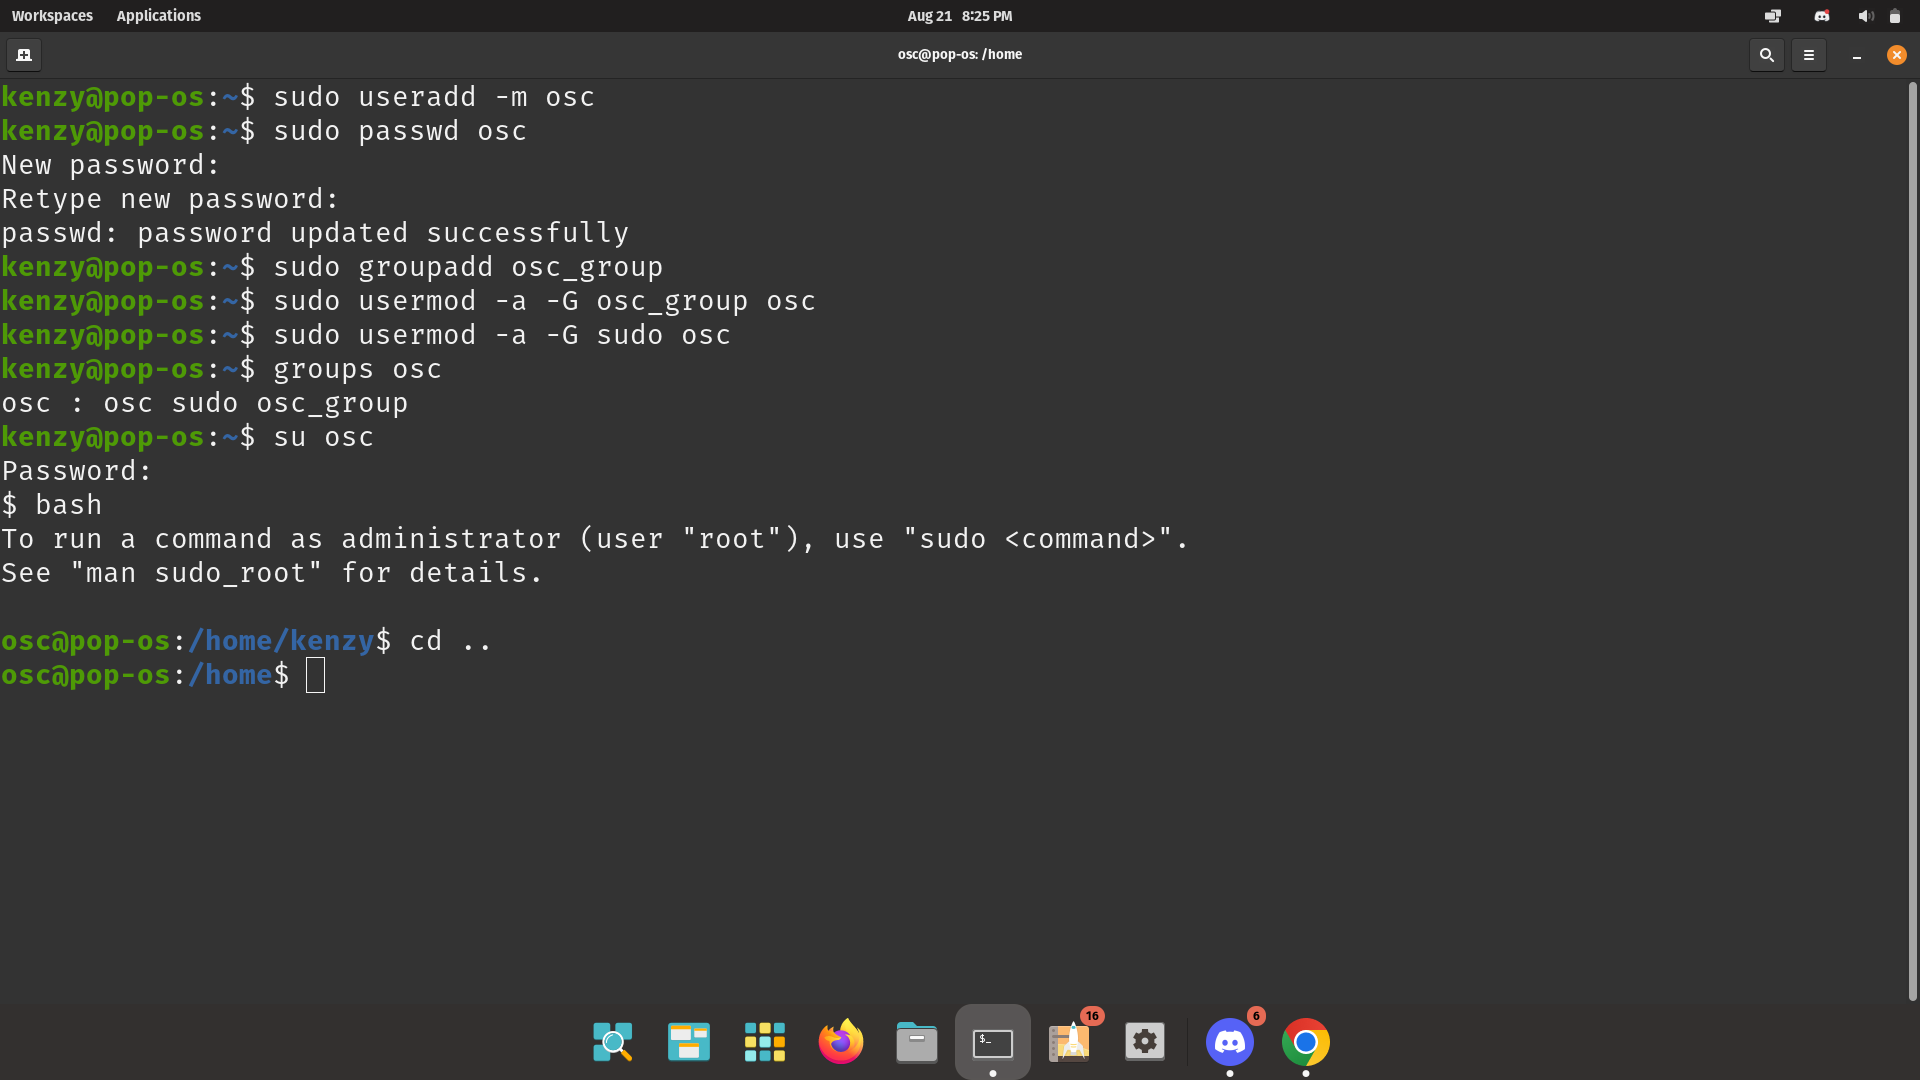 Workspaces Applications Aug 21 8:25 PM
osc@pop-os: /home
kenzy@pop-os:~$ sudo useradd -m osc
kenzy@pop-os:~$ sudo passwd osc
New password:
Retype new password:
passwd: password updated successfully
kenzy@pop-os:~$ sudo groupadd osc_group
kenzy@pop-os:~$ sudo usermod -a -G osc_group osc
kenzy@pop-os:~$ sudo usermod -a -G sudo osc
kenzy@pop-os:~$ groups osc
osc : osc sudo osc_group
kenzy@pop-os:~$ su osc
Password:
$ bash
To run a command as administrator (user "root"), use "sudo <command>".
See "man sudo_root" for details.
osc@pop-os:/home/kenzy$ cd ..
osc@pop-os:/home$
$_ 16 6